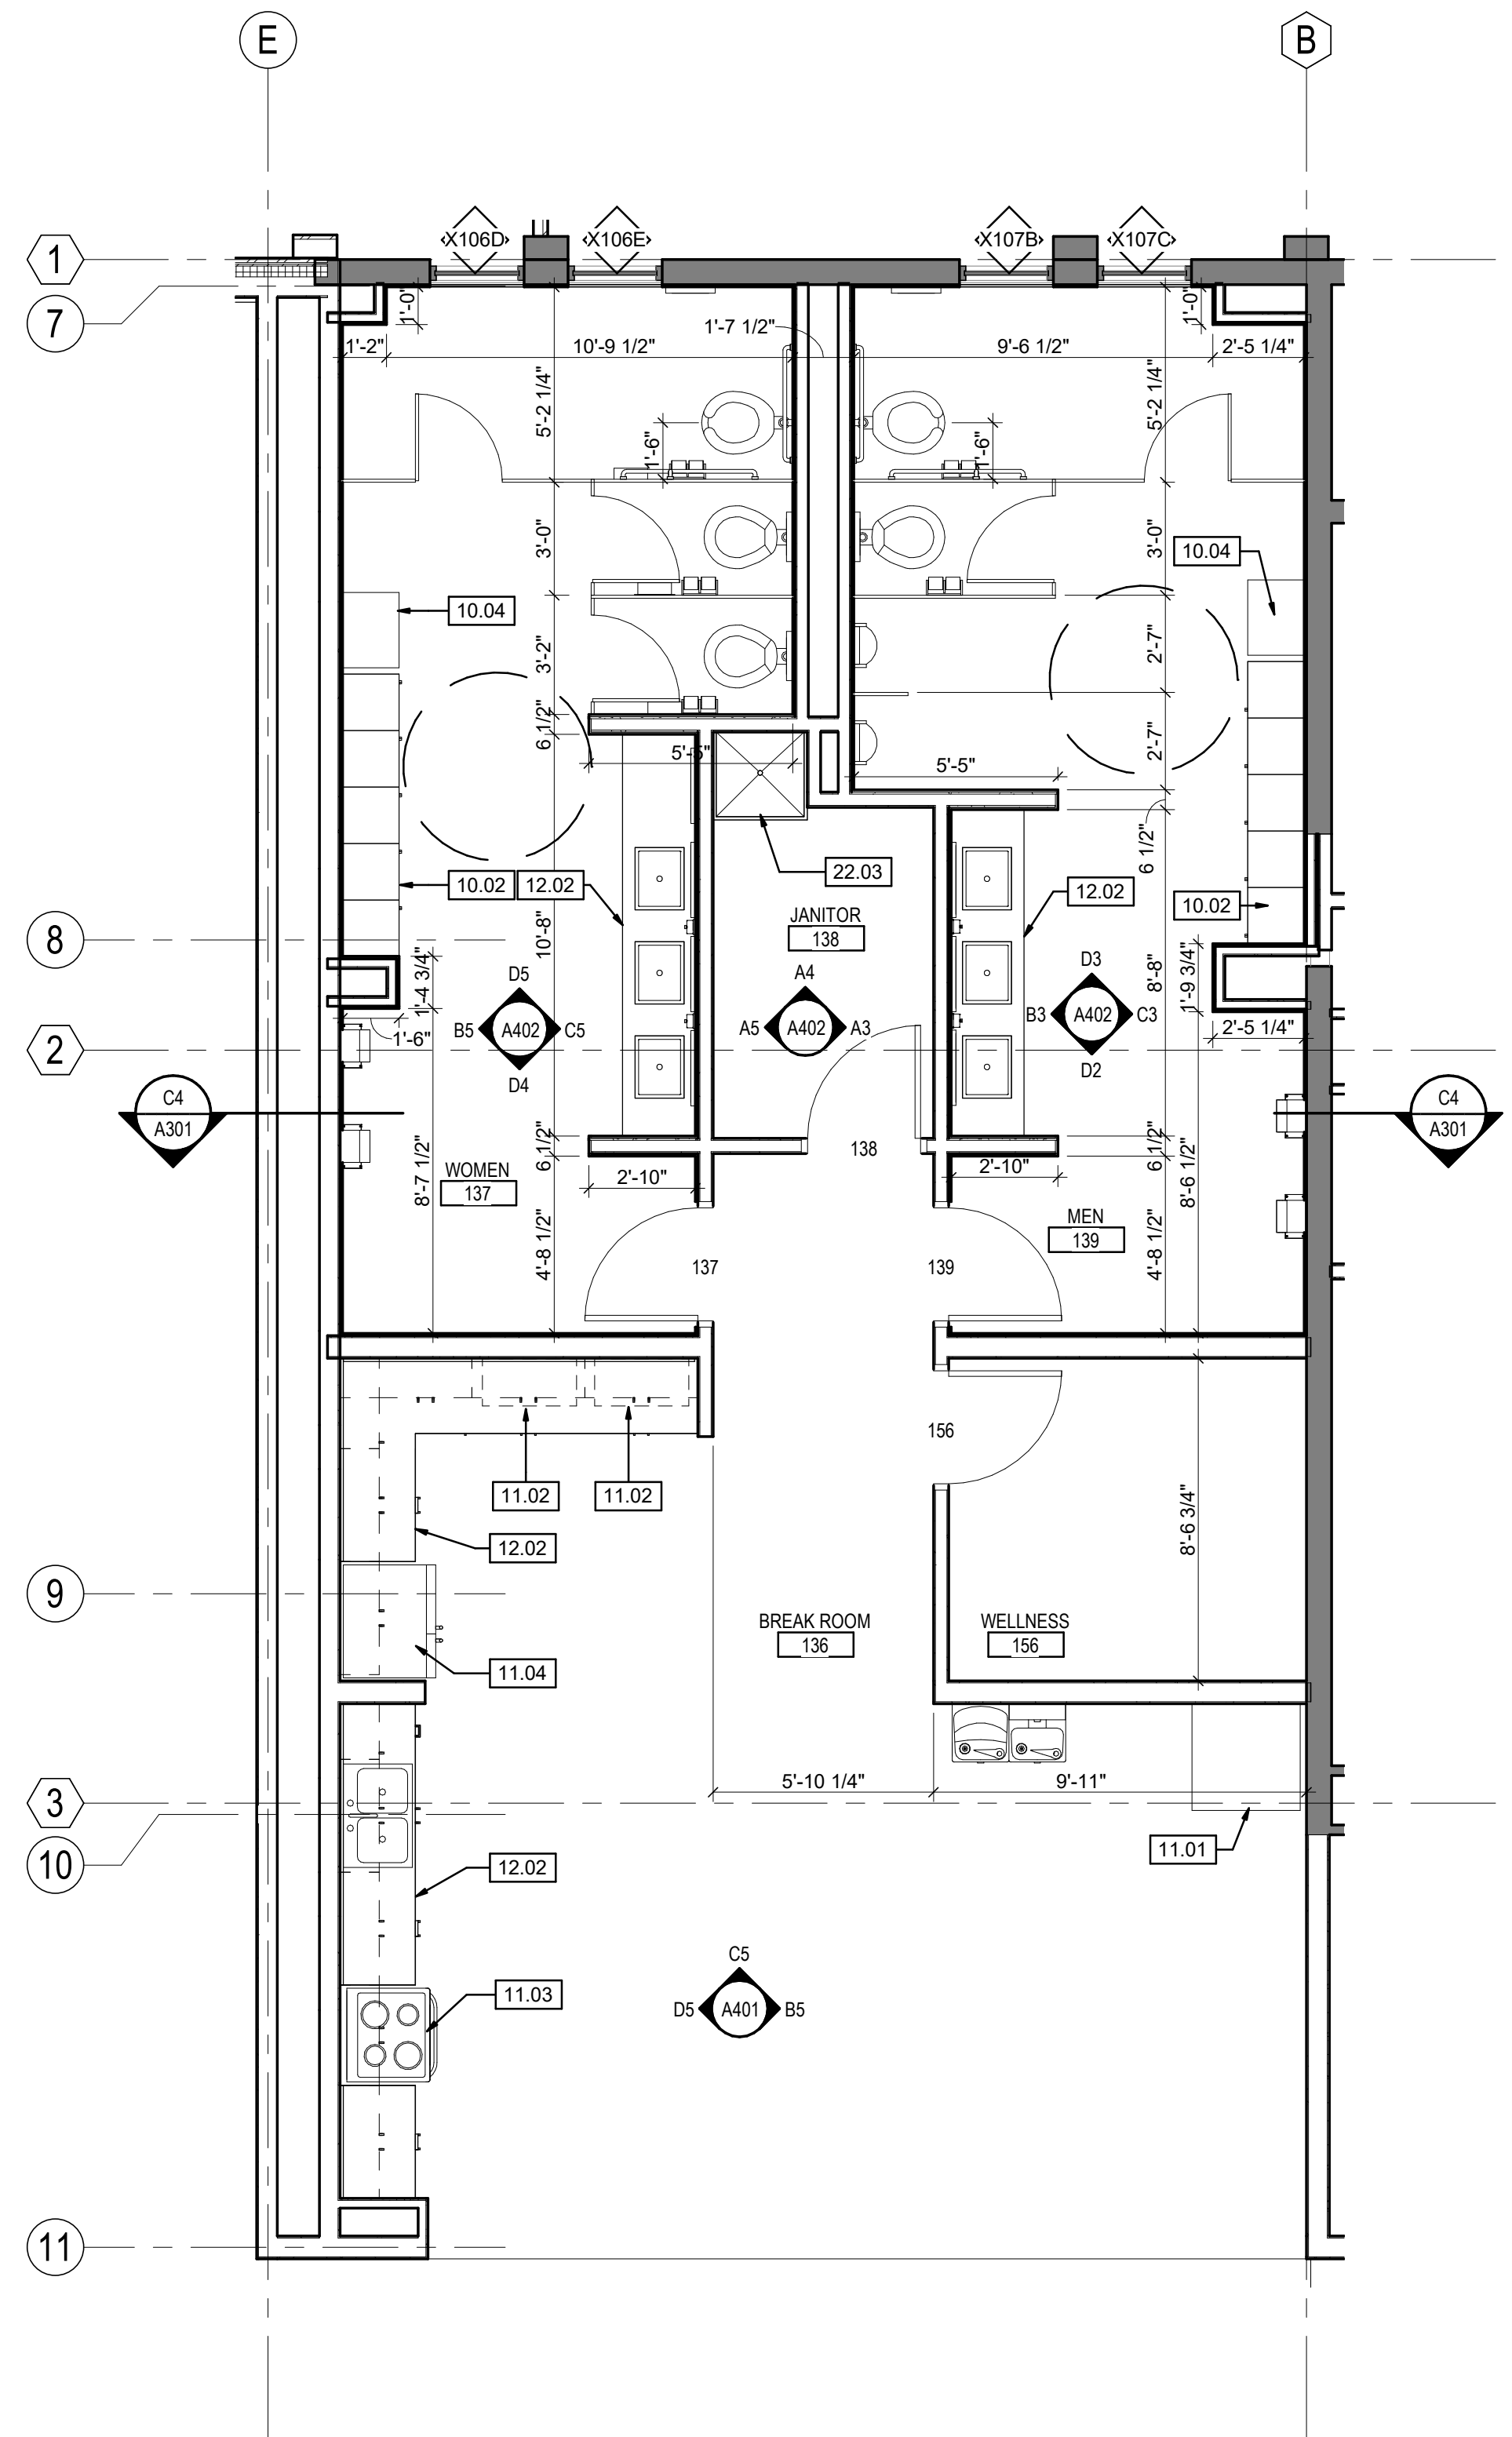 E
B
1
X106D
X106E
X107B
X107C
7
1'-0"
1'-0"
1'-7 1/2"
1'-2"
10'-9 1/2"
9'-6 1/2"
2'-5 1/4"
5'-2 1/4"
5'-2 1/4"
1'-6"
1'-6"
3'-0"
3'-0"
10.04
10.04
3'-2"
2'-7"
6 1/2"
2'-7"
5'-5"
5'-5"
6 1/2"
22.03
10.02
12.02
12.02
10.02
JANITOR
138
8
10'-8"
8'-8"
1'-4 3/4"
1'-9 3/4"
D5
B5
A402
C5
D4
A4
A5
A402
A3
D3
B3
A402
C3
D2
1'-6"
2'-5 1/4"
2
C4
A301
C4
A301
138
6 1/2"
6 1/2"
8'-7 1/2"
8'-6 1/2"
WOMEN
137
2'-10"
2'-10"
MEN
139
4'-8 1/2"
4'-8 1/2"
137
139
156
11.02
11.02
12.02
8'-6 3/4"
9
BREAK ROOM
136
WELLNESS
156
11.04
5'-10 1/4"
9'-11"
3
10
11.01
12.02
C5
D5
A401
B5
11.03
11